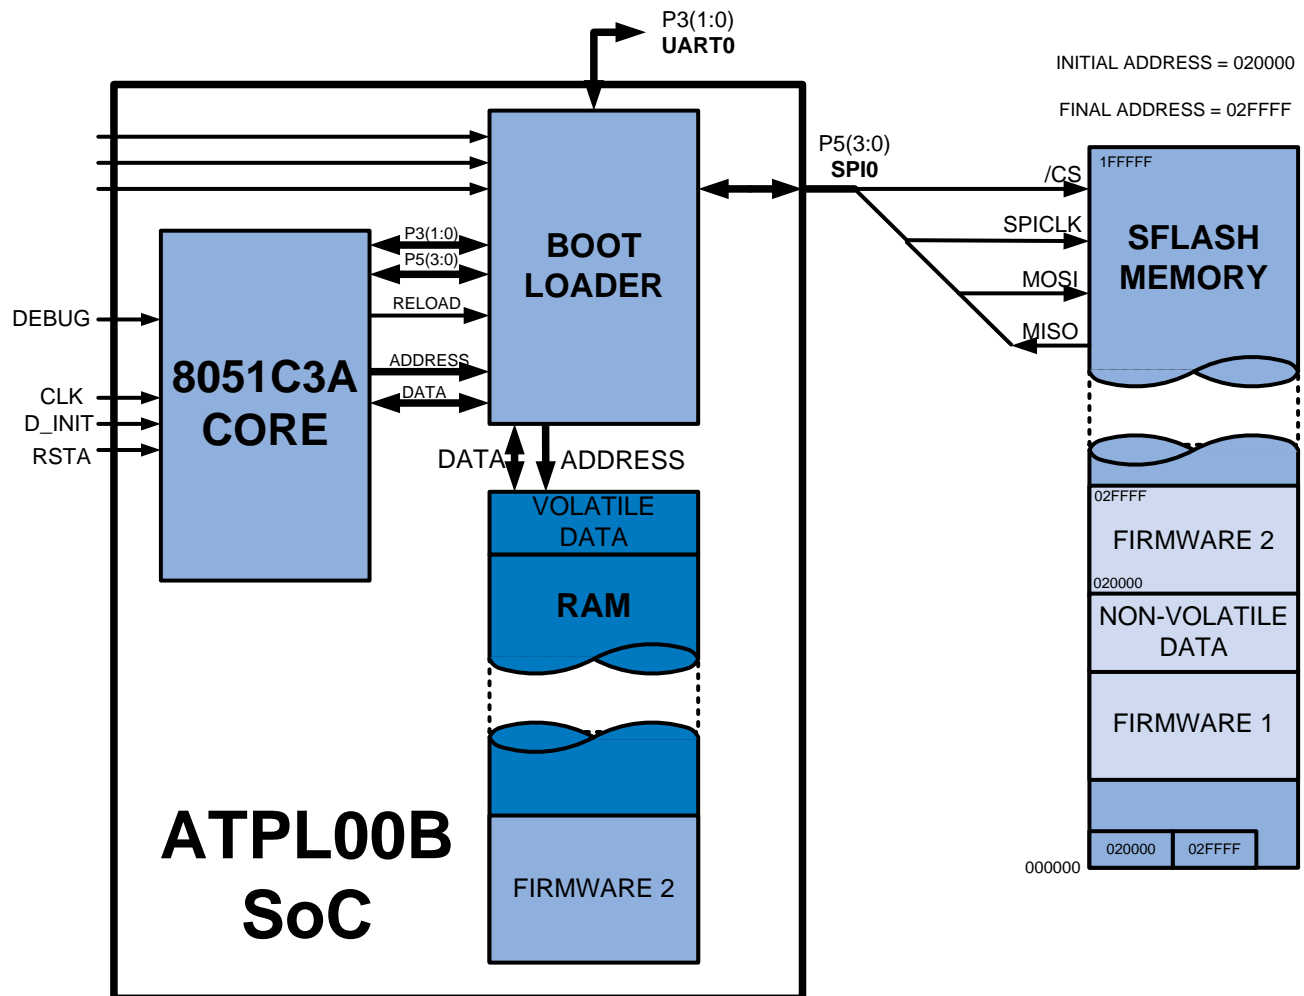 P3(1:0)
UART0
INITIAL ADDRESS = 020000
FINAL ADDRESS = 02FFFF
P5(3:0)
SPI0
1FFFFF
/CS
SPICLK
MOSI
MISO
SFLASH
MEMORY
BOOT
LOADER
P3(1:0)
P5(3:0)
RELOAD
ADDRESS
DATA
DEBUG
CLK
D_INIT
RSTA
8051C3A
CORE
DATA
ADDRESS
VOLATILE
DATA
RAM
02FFFF
FIRMWARE 2
020000
NON-VOLATILE
DATA
FIRMWARE 1
020000
02FFFF
000000
ATPL00B
SoC
FIRMWARE 2